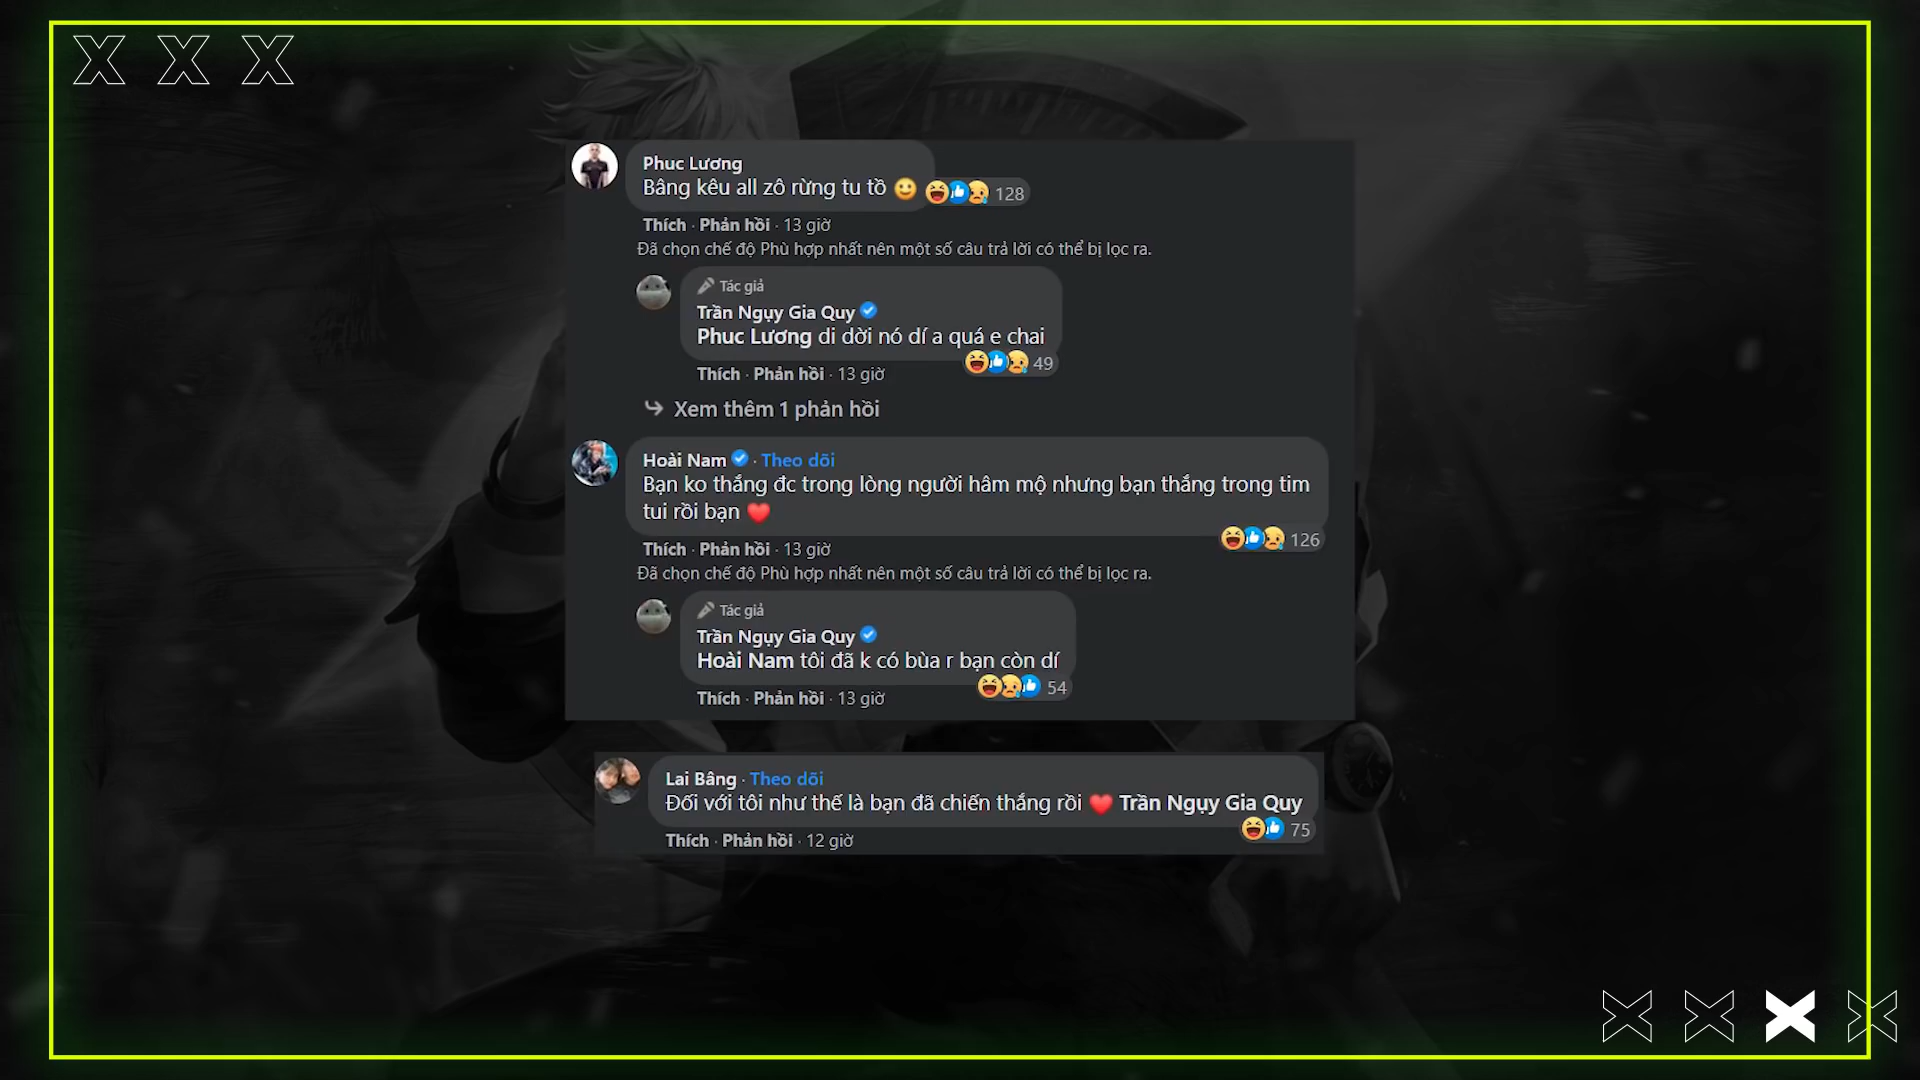 X X X
Phuc Lương
Bâng kêu all zô rừng tu tồ 🙂
128
Thích · Phản hồi · 13 giờ
Đã chọn chế độ Phù hợp nhất nên một số câu trả lời có thể bị lọc ra.
Tác giả
Trần Ngụy Gia Quy
Phuc Lương di dời nó dí a quá e chai
49
Thích · Phản hồi · 13 giờ
Xem thêm 1 phản hồi
Hoài Nam · Theo dõi
Bạn ko thắng đc trong lòng người hâm mộ nhưng bạn thắng trong tim
tui rồi bạn ❤️
126
Thích · Phản hồi · 13 giờ
Đã chọn chế độ Phù hợp nhất nên một số câu trả lời có thể bị lọc ra.
Tác giả
Trần Ngụy Gia Quy
Hoài Nam tôi đã k có bùa r bạn còn dí
54
Thích · Phản hồi · 13 giờ
Lai Bâng · Theo dõi
Đối với tôi như thế là bạn đã chiến thắng rồi ❤️ Trần Ngụy Gia Quy
75
Thích · Phản hồi · 12 giờ